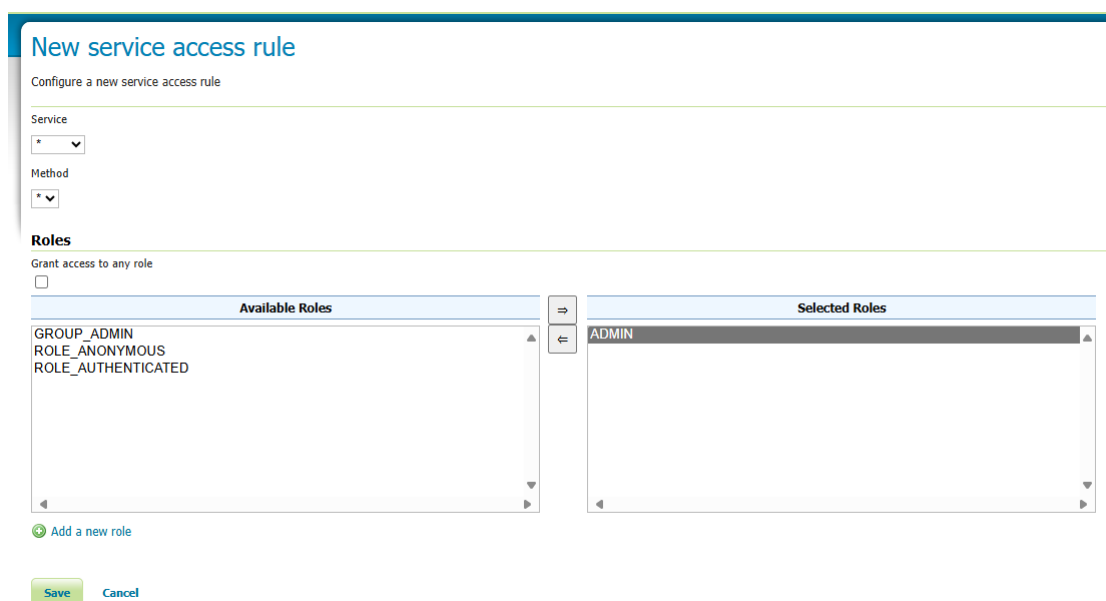 New service access rule
Configure a new service access rule
Service
*
Method
*
Roles
Grant access to any role
Available Roles
⇒
Selected Roles
GROUP_ADMIN
⇐
ADMIN
ROLE_ANONYMOUS
ROLE_AUTHENTICATED
Add a new role
Save Cancel